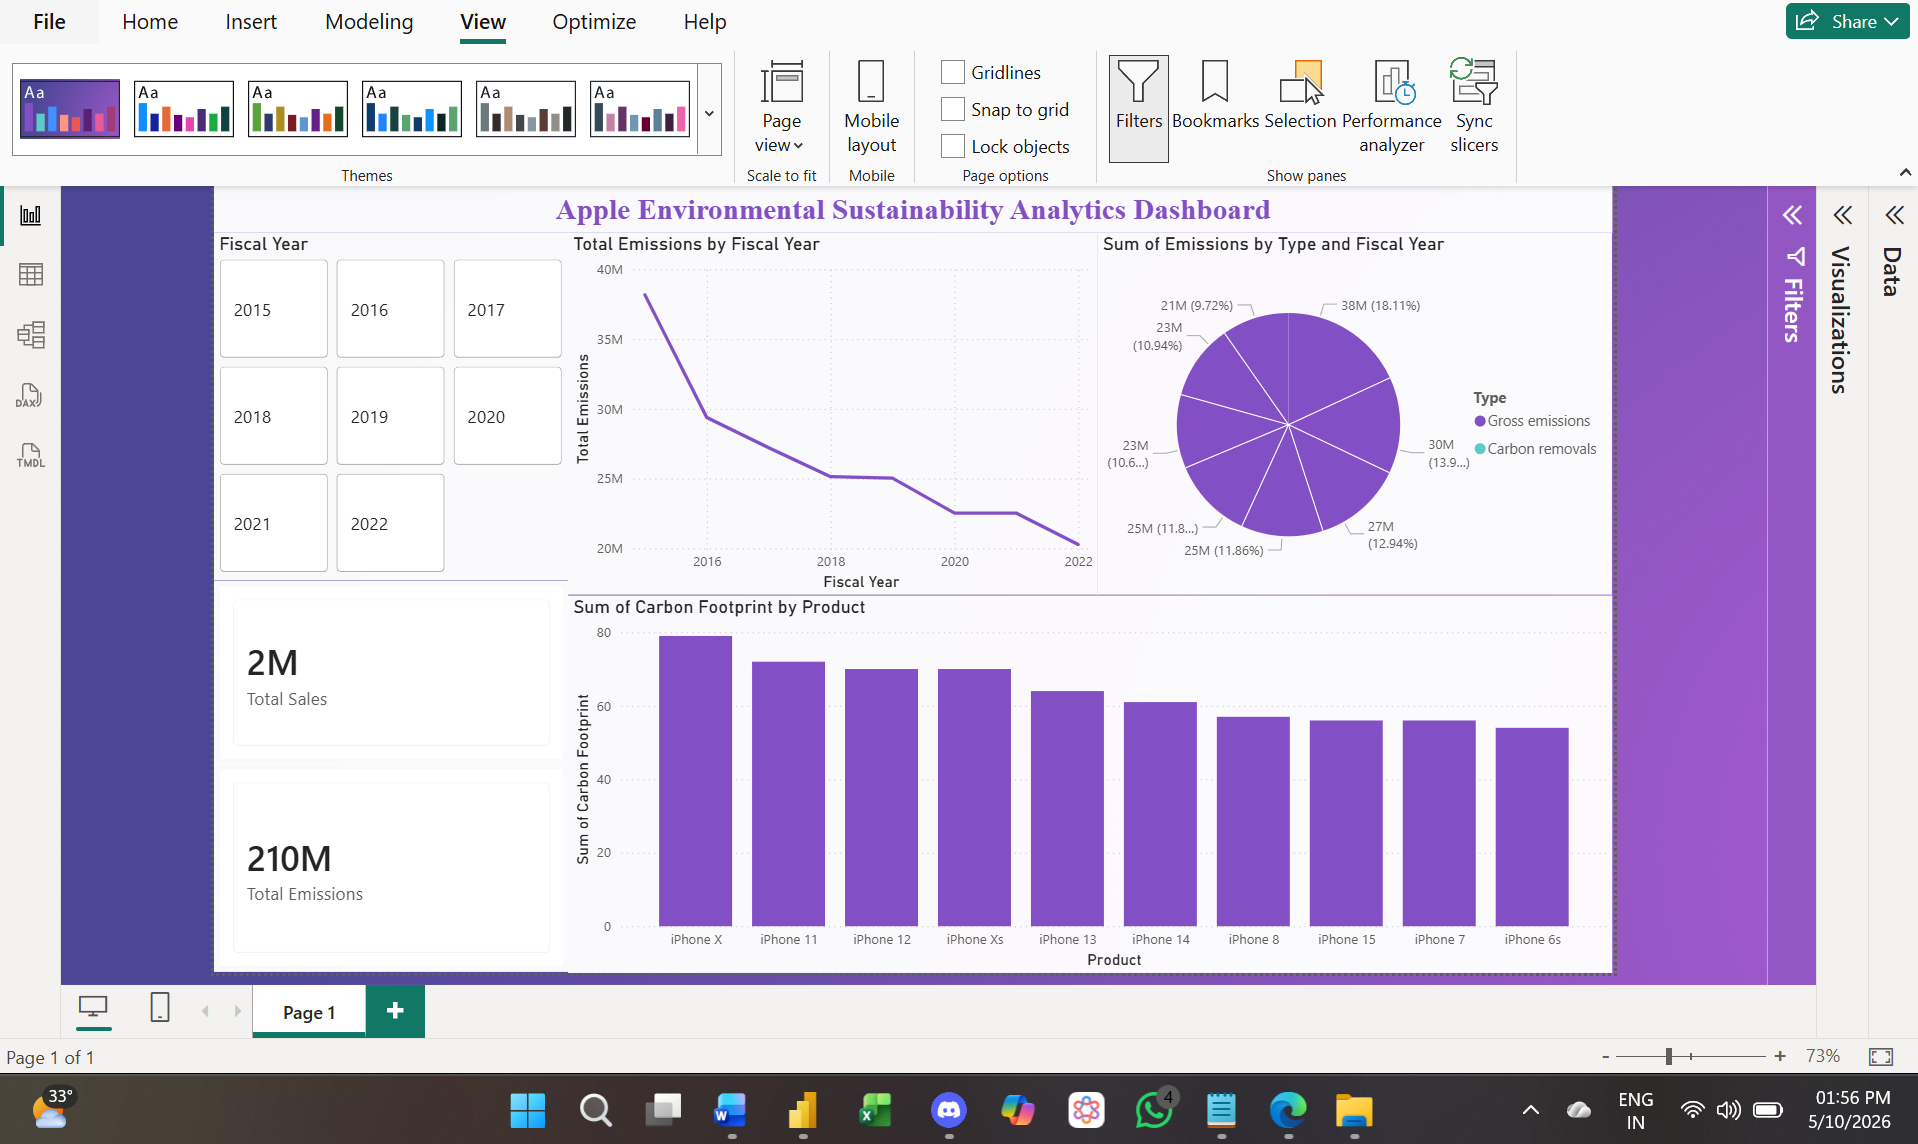 File
Home
Insert
Modeling
View
Optimize
Help
Share
Aa
Aa
Aa
Aa
Aa
Aa
Themes
Page
view
Scale to fit
Mobile
layout
Mobile
Gridlines
Snap to grid
Lock objects
Page options
Filters
Bookmarks
Selection
Performance
analyzer
Sync
slicers
Show panes
DAX
TMDL
Apple Environmental Sustainability Analytics Dashboard
Fiscal Year
2015
2016
2017
2018
2019
2020
2021
2022
2M
Total Sales
210M
Total Emissions
Total Emissions by Fiscal Year
Total Emissions
40M
35M
30M
25M
20M
2016
2018
2020
2022
Fiscal Year
Sum of Emissions by Type and Fiscal Year
21M (9.72%)
38M (18.11%)
23M
(10.94%)
23M
(10.6...)
30M
(13.9...)
25M (11.8...)
27M
(12.94%)
25M (11.86%)
Type
Gross emissions
Carbon removals
Sum of Carbon Footprint by Product
Sum of Carbon Footprint
80
60
40
20
0
iPhone X
iPhone 11
iPhone 12
iPhone Xs
iPhone 13
iPhone 14
iPhone 8
iPhone 15
iPhone 7
iPhone 6s
Product
Filters
Visualizations
Data
Page 1
+
Page 1 of 1
- + 73%
33°
W
X
4
ENG
IN
01:56 PM
5/10/2026